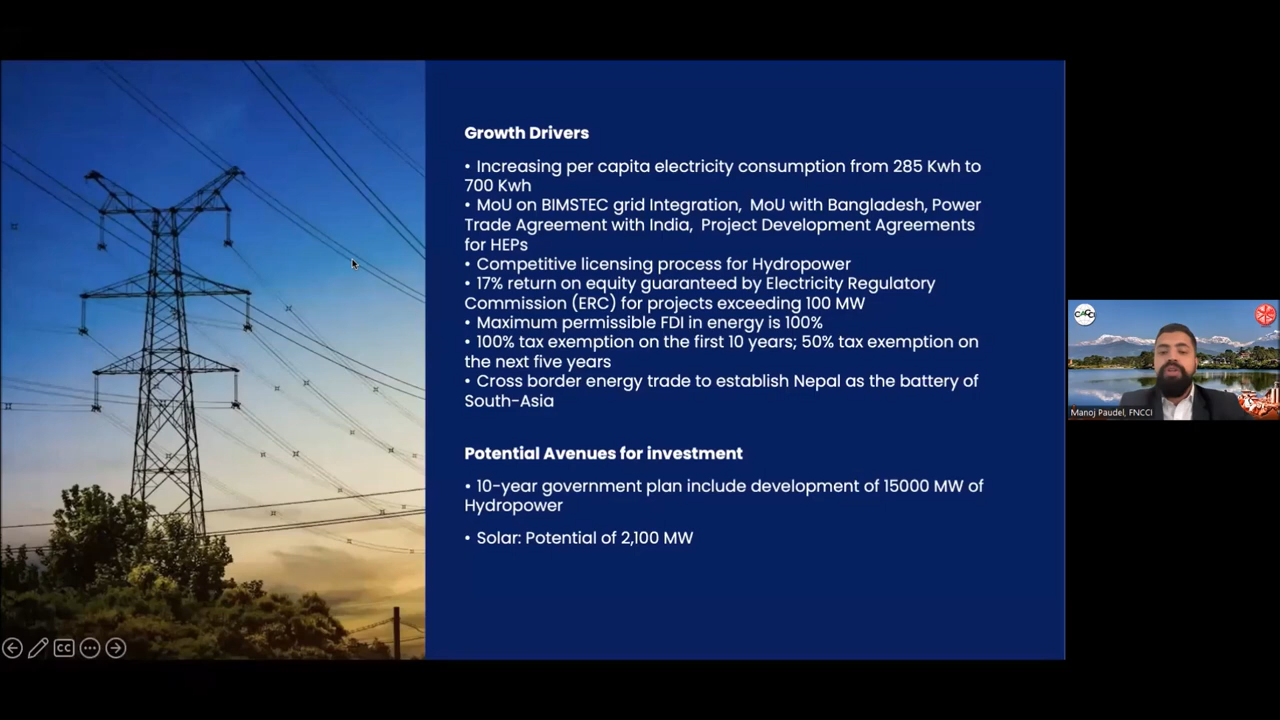 Growth Drivers
• Increasing per capita electricity consumption from 285 Kwh to
700 Kwh
• MoU on BIMSTEC grid Integration, MoU with Bangladesh, Power
Trade Agreement with India, Project Development Agreements
for HEPs
• Competitive licensing process for Hydropower
• 17% return on equity guaranteed by Electricity Regulatory
Commission (ERC) for projects exceeding 100 MW
• Maximum permissible FDI in energy is 100%
• 100% tax exemption on the first 10 years; 50% tax exemption on
the next five years
• Cross border energy trade to establish Nepal as the battery of
South-Asia
Potential Avenues for investment
• 10-year government plan include development of 15000 MW of
Hydropower
• Solar: Potential of 2,100 MW
CACCI
Manoj Paudel, FNCCI
CC